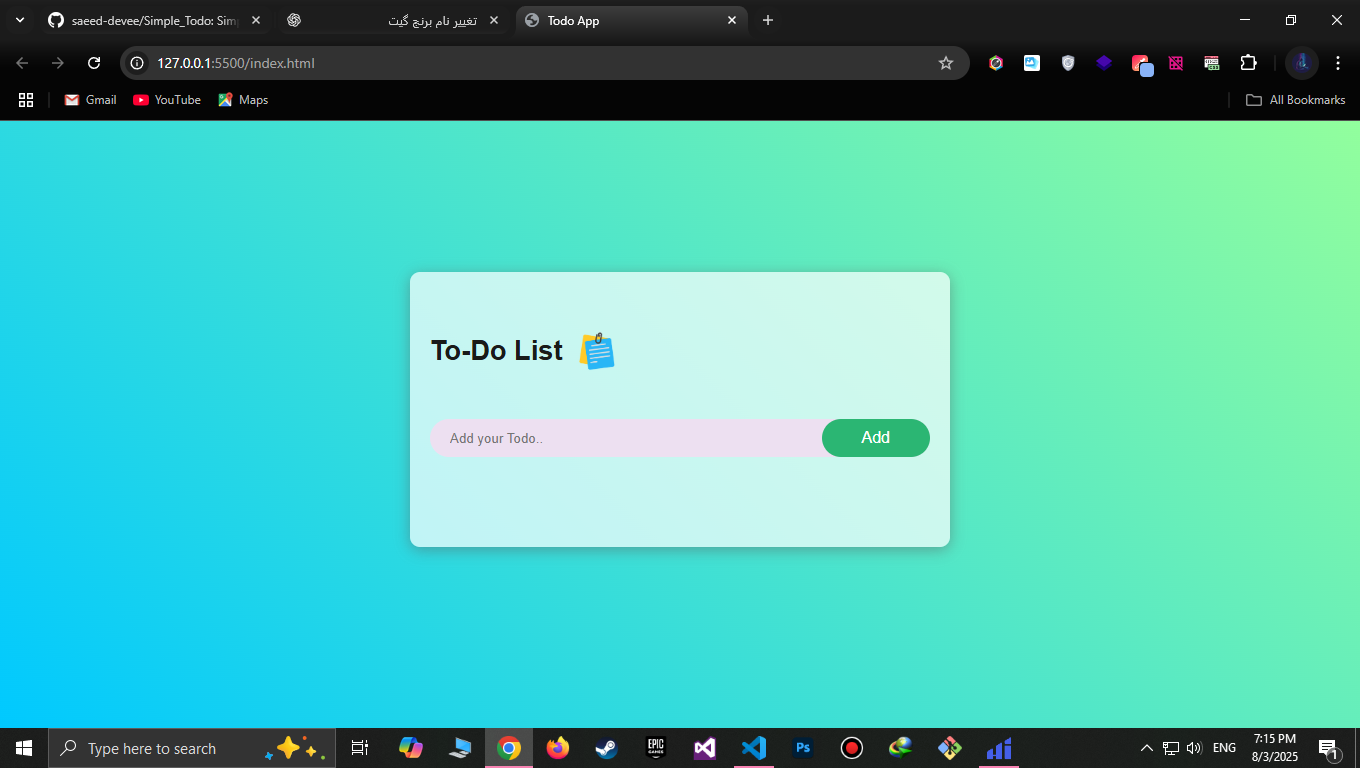 saeed-devee/Simple_Todo: Sim
تغییر نام برنج گیت
Todo App
127.0.0.1:5500/index.html
Gmail
YouTube
Maps
All Bookmarks
To-Do List
Add your Todo..
Add
Type here to search
EPIC
GAMES
Ps
ENG
7:15 PM
8/3/2025
1